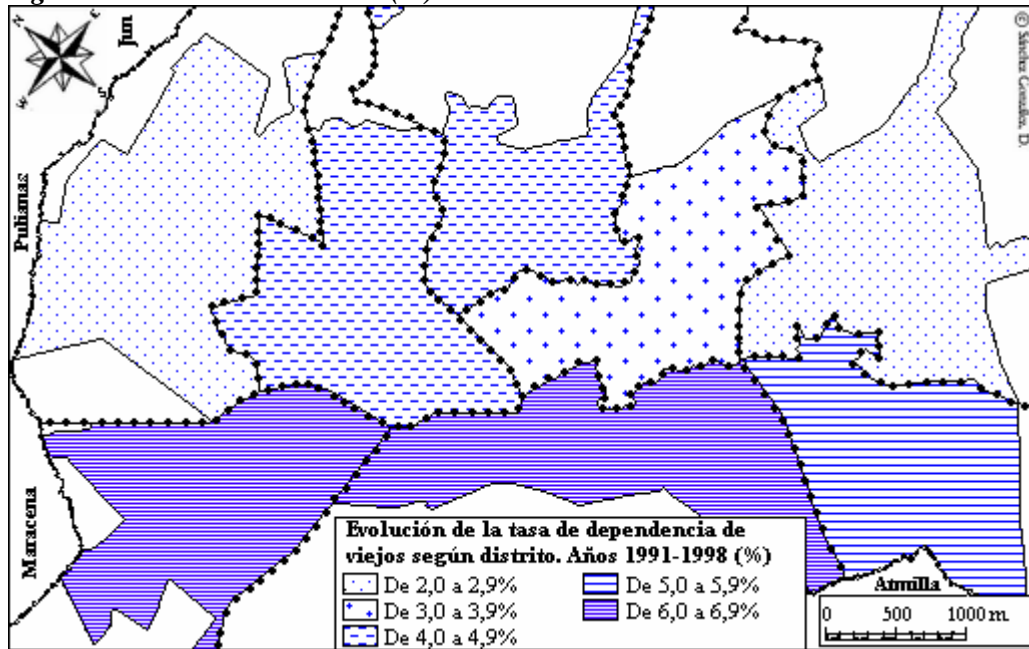 N
E
S
W
Jun
© Sánchez González, D.
Pulianas
Maracena
Evolución de la tasa de dependencia de
viejos según distrito. Años 1991-1998 (%)
De 2,0 a 2,9%
De 3,0 a 3,9%
De 4,0 a 4,9%
De 5,0 a 5,9%
De 6,0 a 6,9%
Atmilla
0 500 1000 m.